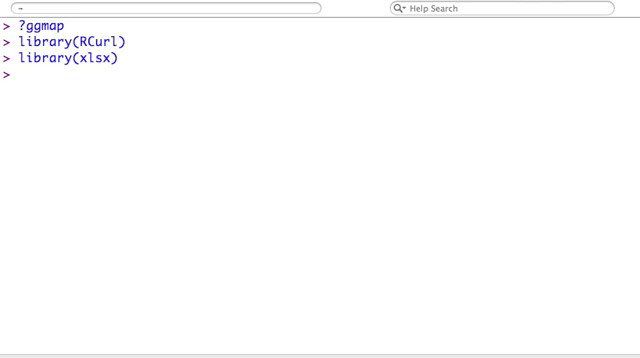 ~
Help Search
> ?ggmap
> library(RCurl)
> library(xlsx)
>